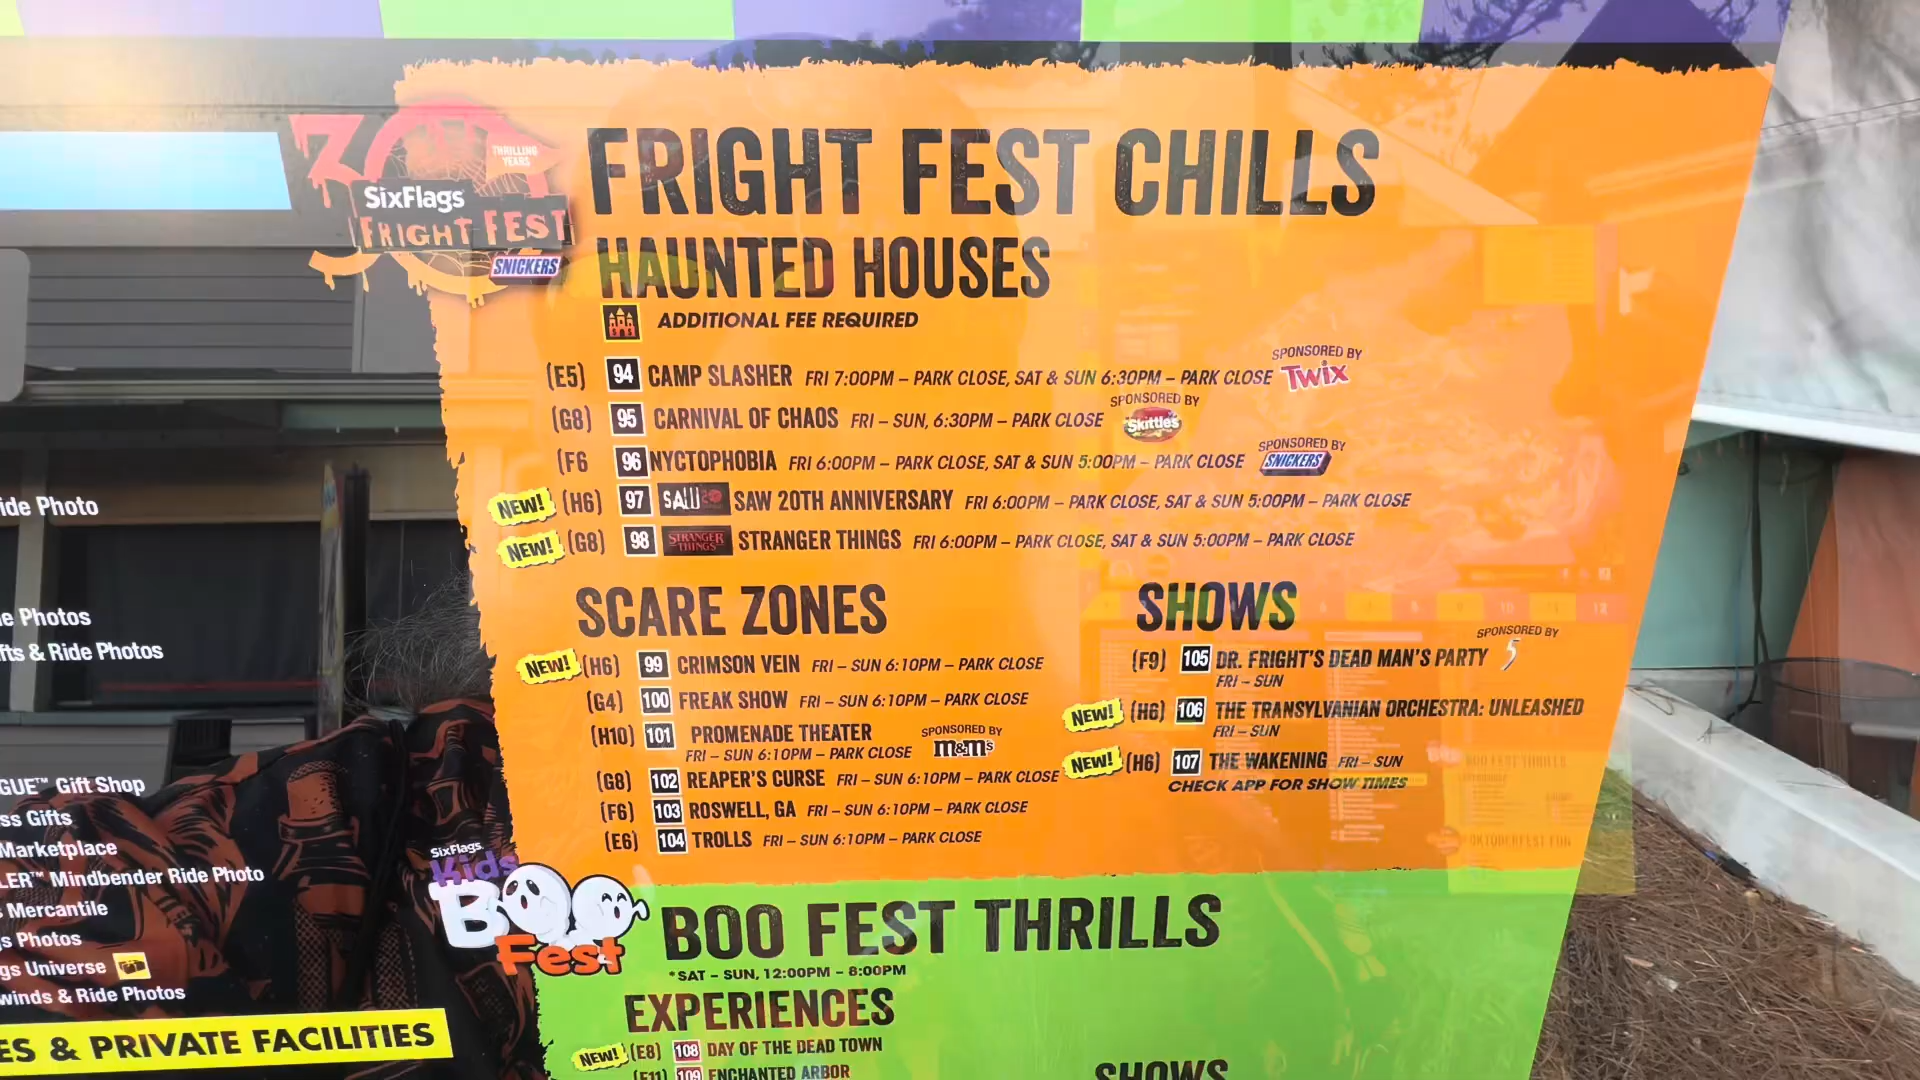 THRILLING
YEARS
SixFlags
FRIGHT FEST
SNICKERS
FRIGHT FEST CHILLS
HAUNTED HOUSES
ADDITIONAL FEE REQUIRED
(E5) 94 CAMP SLASHER FRI 7:00PM – PARK CLOSE, SAT & SUN 6:30PM – PARK CLOSE SPONSORED BY TWIX
(G8) 95 CARNIVAL OF CHAOS FRI – SUN, 6:30PM – PARK CLOSE SPONSORED BY Skittles
(F6 96 NYCTOPHOBIA FRI 6:00PM – PARK CLOSE, SAT & SUN 5:00PM – PARK CLOSE SPONSORED BY SNICKERS
NEW! (H6) 97 SAW SAW 20TH ANNIVERSARY FRI 6:00PM – PARK CLOSE, SAT & SUN 5:00PM – PARK CLOSE
NEW! (G8) 98 STRANGER THINGS STRANGER THINGS FRI 6:00PM – PARK CLOSE, SAT & SUN 5:00PM – PARK CLOSE
SCARE ZONES
NEW! (H6) 99 CRIMSON VEIN FRI – SUN 6:10PM – PARK CLOSE
(G4) 100 FREAK SHOW FRI – SUN 6:10PM – PARK CLOSE
(H10) 101 PROMENADE THEATER
FRI – SUN 6:10PM – PARK CLOSE
SPONSORED BY
m&m's
(G8) 102 REAPER'S CURSE FRI – SUN 6:10PM – PARK CLOSE
(F6) 103 ROSWELL, GA FRI – SUN 6:10PM – PARK CLOSE
(E6) 104 TROLLS FRI – SUN 6:10PM – PARK CLOSE
SHOWS
(F9) 105 DR. FRIGHT'S DEAD MAN'S PARTY SPONSORED BY 5
FRI – SUN
NEW! (H6) 106 THE TRANSYLVANIAN ORCHESTRA: UNLEASHED
FRI – SUN
NEW! (H6) 107 THE WAKENING FRI – SUN
CHECK APP FOR SHOW TIMES
SixFlags
Kids
BOO
Fest
BOO FEST THRILLS
*SAT – SUN, 12:00PM – 8:00PM
EXPERIENCES
NEW! (E8) 108 DAY OF THE DEAD TOWN
(F11) 109 ENCHANTED ARBOR
SHOWS
ide Photo
e Photos
fts & Ride Photos
GUE™ Gift Shop
ss Gifts
Marketplace
LER™ Mindbender Ride Photo
s Mercantile
gs Photos
gs Universe
winds & Ride Photos
ES & PRIVATE FACILITIES